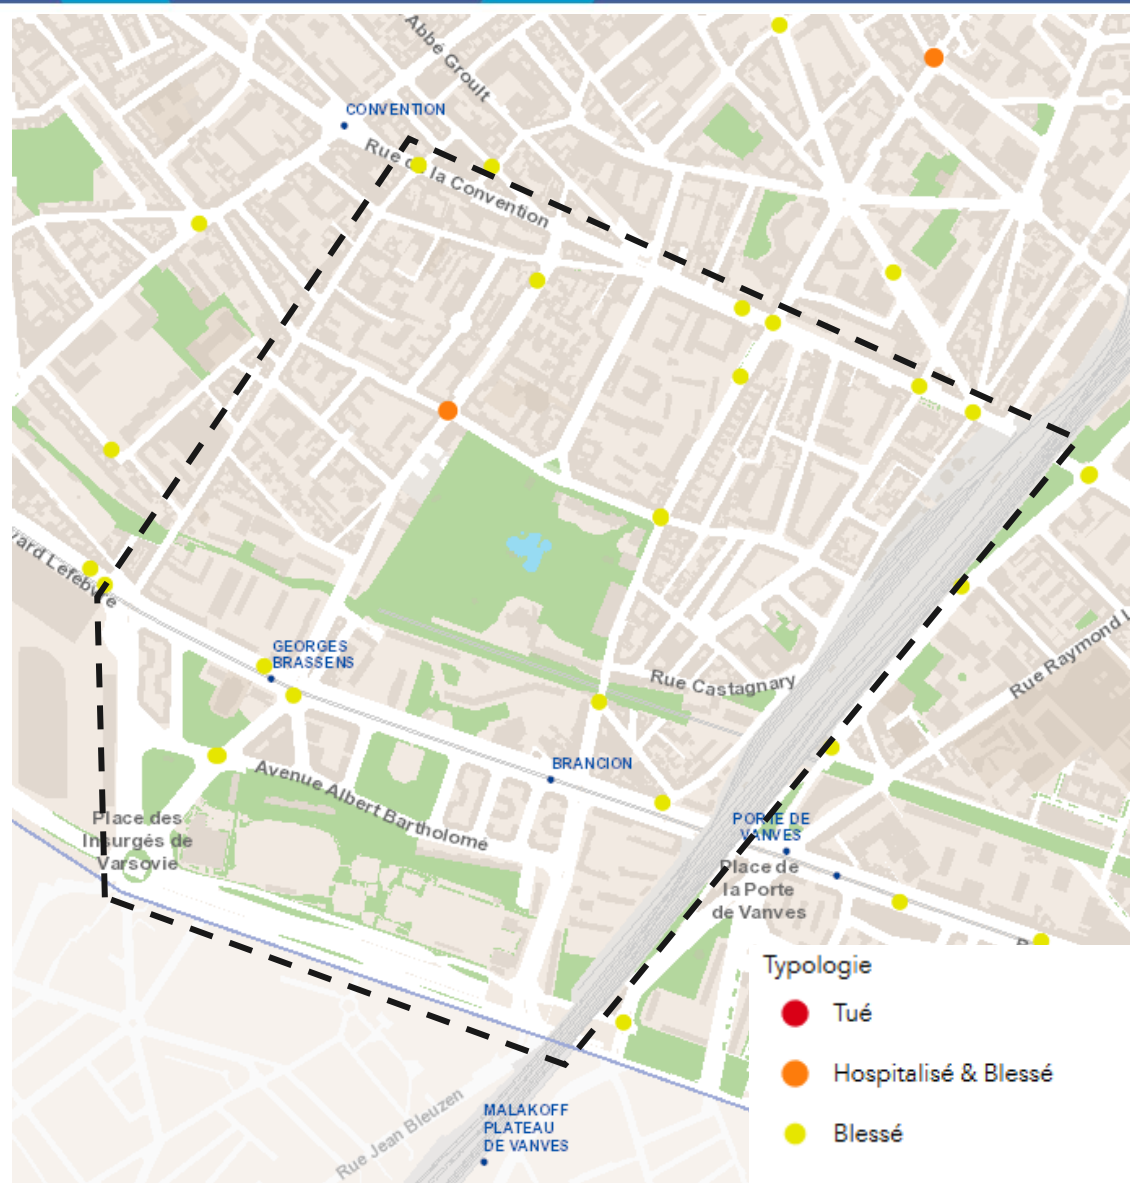 Abbé Groult
CONVENTION
Rue de la Convention
Lefebvre
GEORGES
BRASSENS
Rue Castagnary
Rue Raymond L
BRANCION
Avenue Albert Bartholomé
PORTE DE
VANVES
Place des
Insurgés de
Varsovie
Place de
la Porte
de Vanves
Rue Jean Bleuzen
MALAKOFF
PLATEAU
DE VANVES
Typologie
Tué
Hospitalisé & Blessé
Blessé